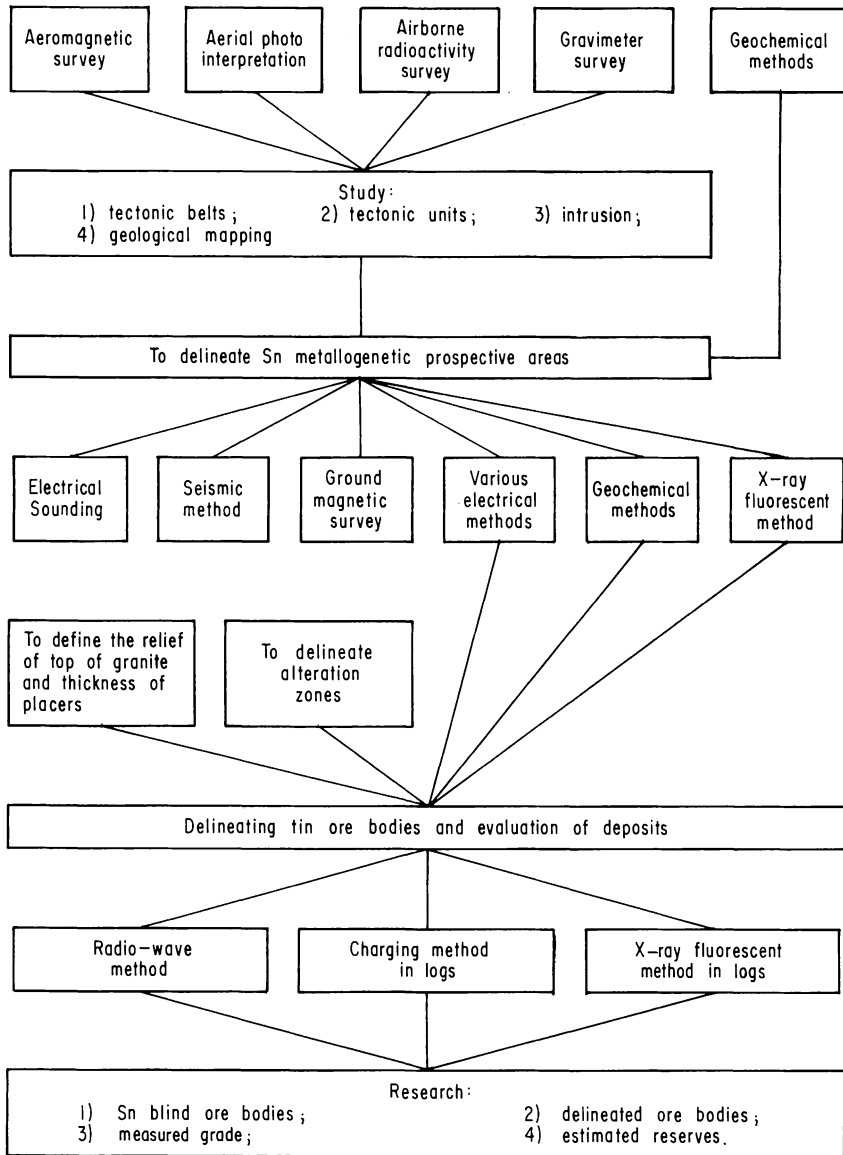 Aeromagnetic
survey
Aerial photo
interpretation
Airborne
radioactivity
survey
Gravimeter
survey
Geochemical
methods
Study:
1) tectonic belts; 2) tectonic units; 3) intrusion;
4) geological mapping
To delineate Sn metallogenetic prospective areas
Electrical
Sounding
Seismic
method
Ground
magnetic
survey
Various
electrical
methods
Geochemical
methods
X-ray
fluorescent
method
To define the relief
of top of granite
and thickness of
placers
To delineate
alteration
zones
Delineating tin ore bodies and evaluation of deposits
Radio-wave
method
Charging method
in logs
X-ray fluorescent
method in logs
Research:
1) Sn blind ore bodies; 2) delineated ore bodies;
3) measured grade; 4) estimated reserves.